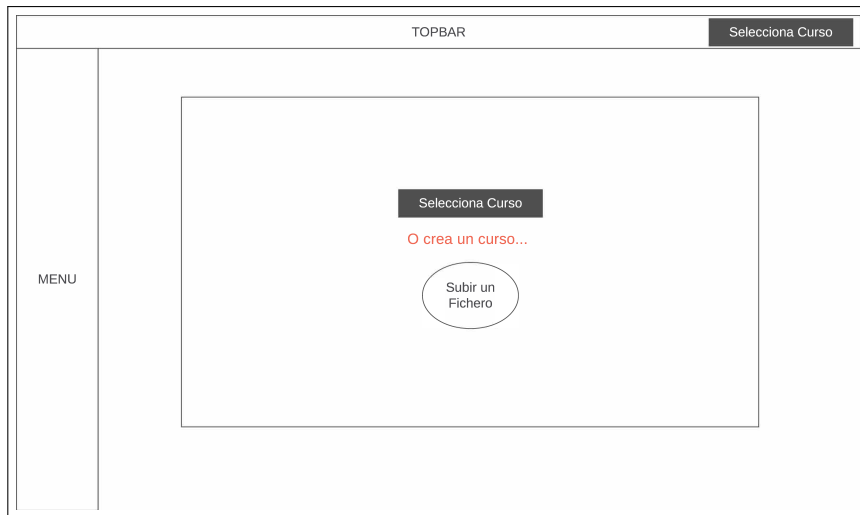 TOPBAR
Selecciona Curso
MENU
Selecciona Curso
O crea un curso...
Subir un
Fichero